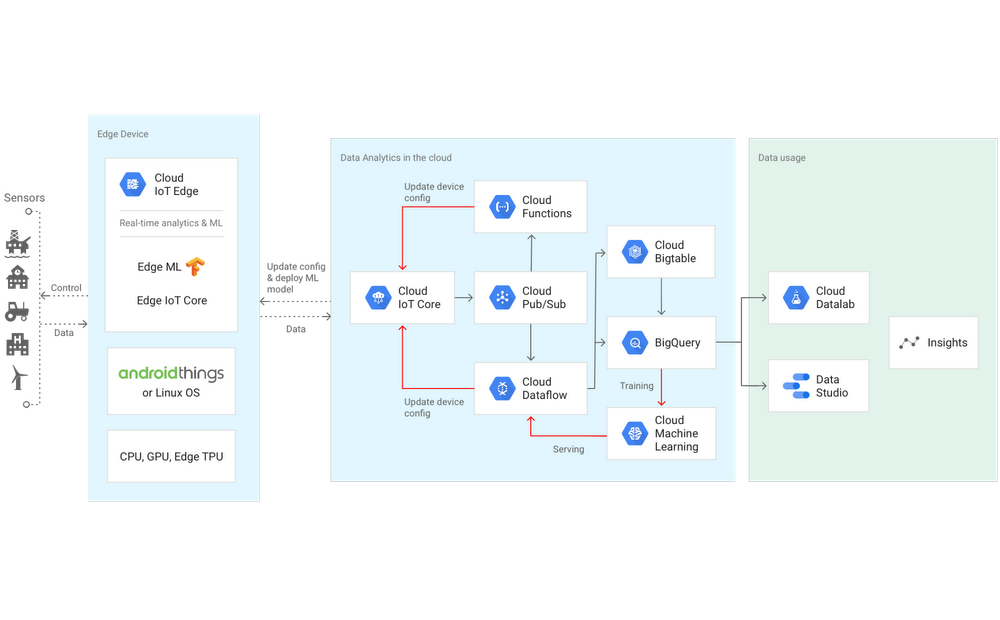 Sensors
Control
Data
Edge Device
Cloud
IoT Edge
Real-time analytics & ML
Edge ML
Edge IoT Core
androidthings
or Linux OS
CPU, GPU, Edge TPU
Update config
& deploy ML
model
Data
Data Analytics in the cloud
Update device
config
Cloud
Functions
Cloud
IoT Core
Cloud
Pub/Sub
Cloud
Dataflow
Update device
config
Cloud
Bigtable
BigQuery
Training
Cloud
Machine
Learning
Serving
Data usage
Cloud
Datalab
Data
Studio
Insights